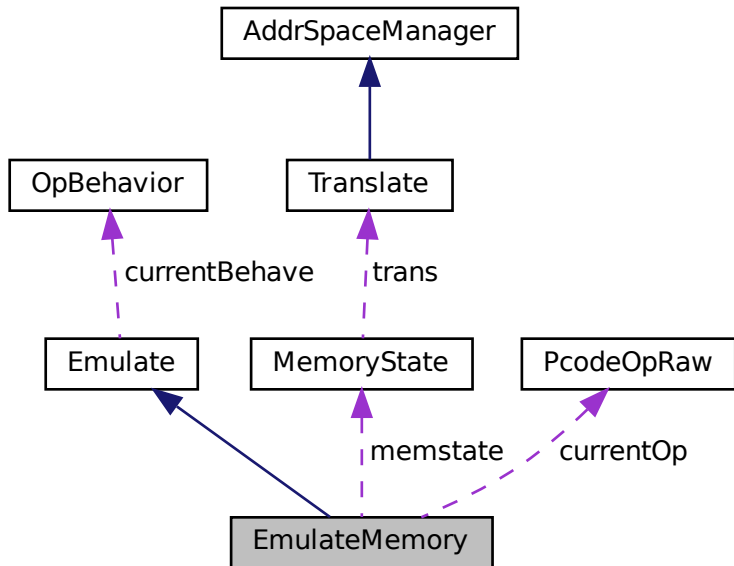 AddrSpaceManager
OpBehavior
Translate
currentBehave
trans
Emulate
MemoryState
PcodeOpRaw
memstate
currentOp
EmulateMemory